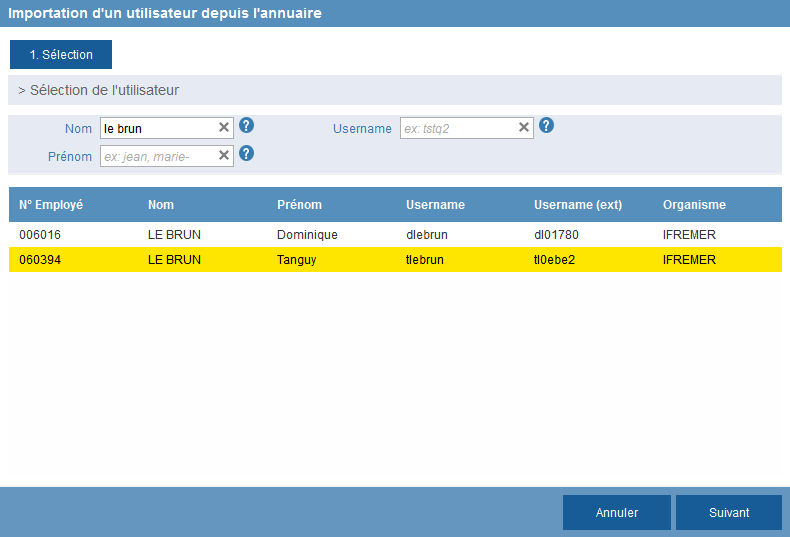 Importation d'un utilisateur depuis l'annuaire
1. Sélection
> Sélection de l'utilisateur
Nom le brun ? Username ex: tstq2 ?
Prénom ex: jean, marie- ?
N° Employé Nom Prénom Username Username (ext) Organisme
006016 LE BRUN Dominique dlebrun dl01780 IFREMER
060394 LE BRUN Tanguy tlebrun tl0ebe2 IFREMER
Annuler Suivant